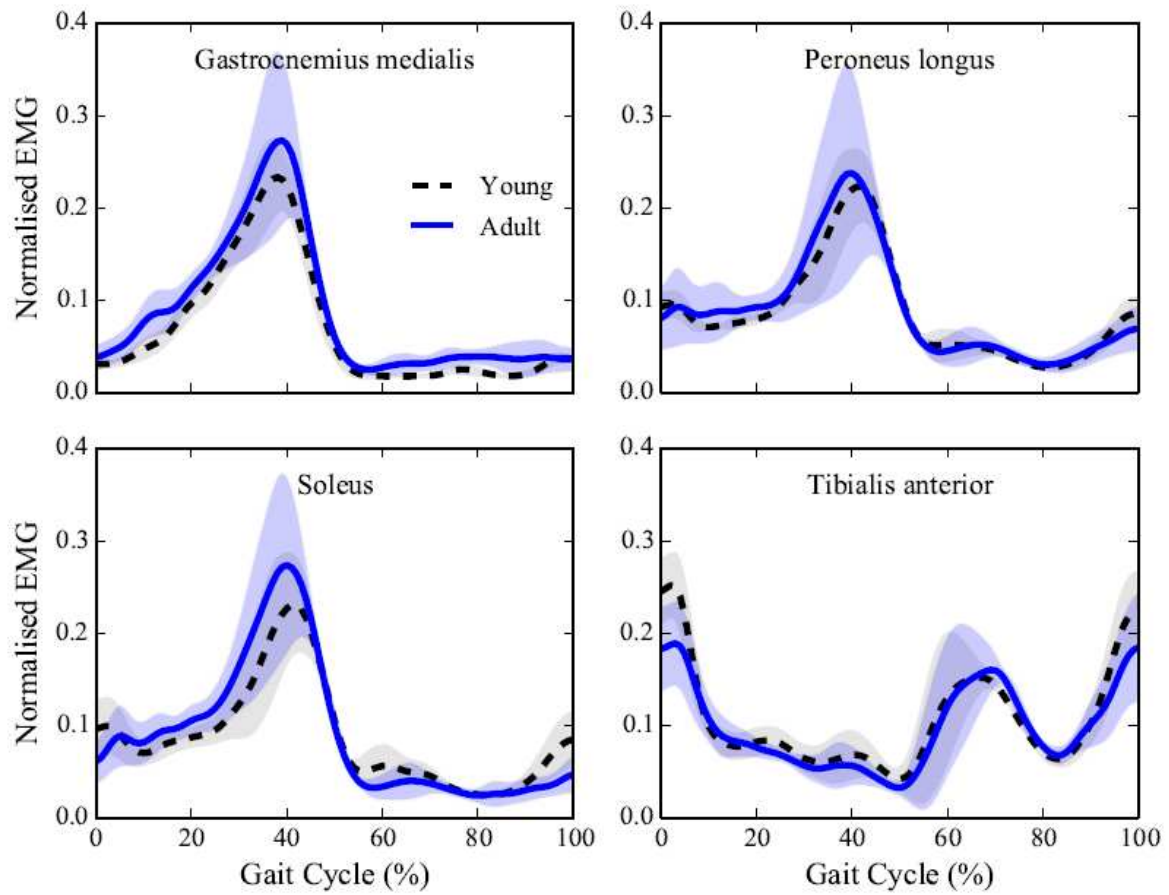 0.4
Gastrocnemius medialis
0.3
Normalised EMG
0.2
Young
Adult
0.1
0.0
Peroneus longus
0.4
0.3
0.2
0.1
0.0
0.4
Soleus
0.3
Normalised EMG
0.2
0.1
0.0
0 20 40 60 80 100
Gait Cycle (%)
0.4
Tibialis anterior
0.3
0.2
0.1
0.0
0 20 40 60 80 100
Gait Cycle (%)